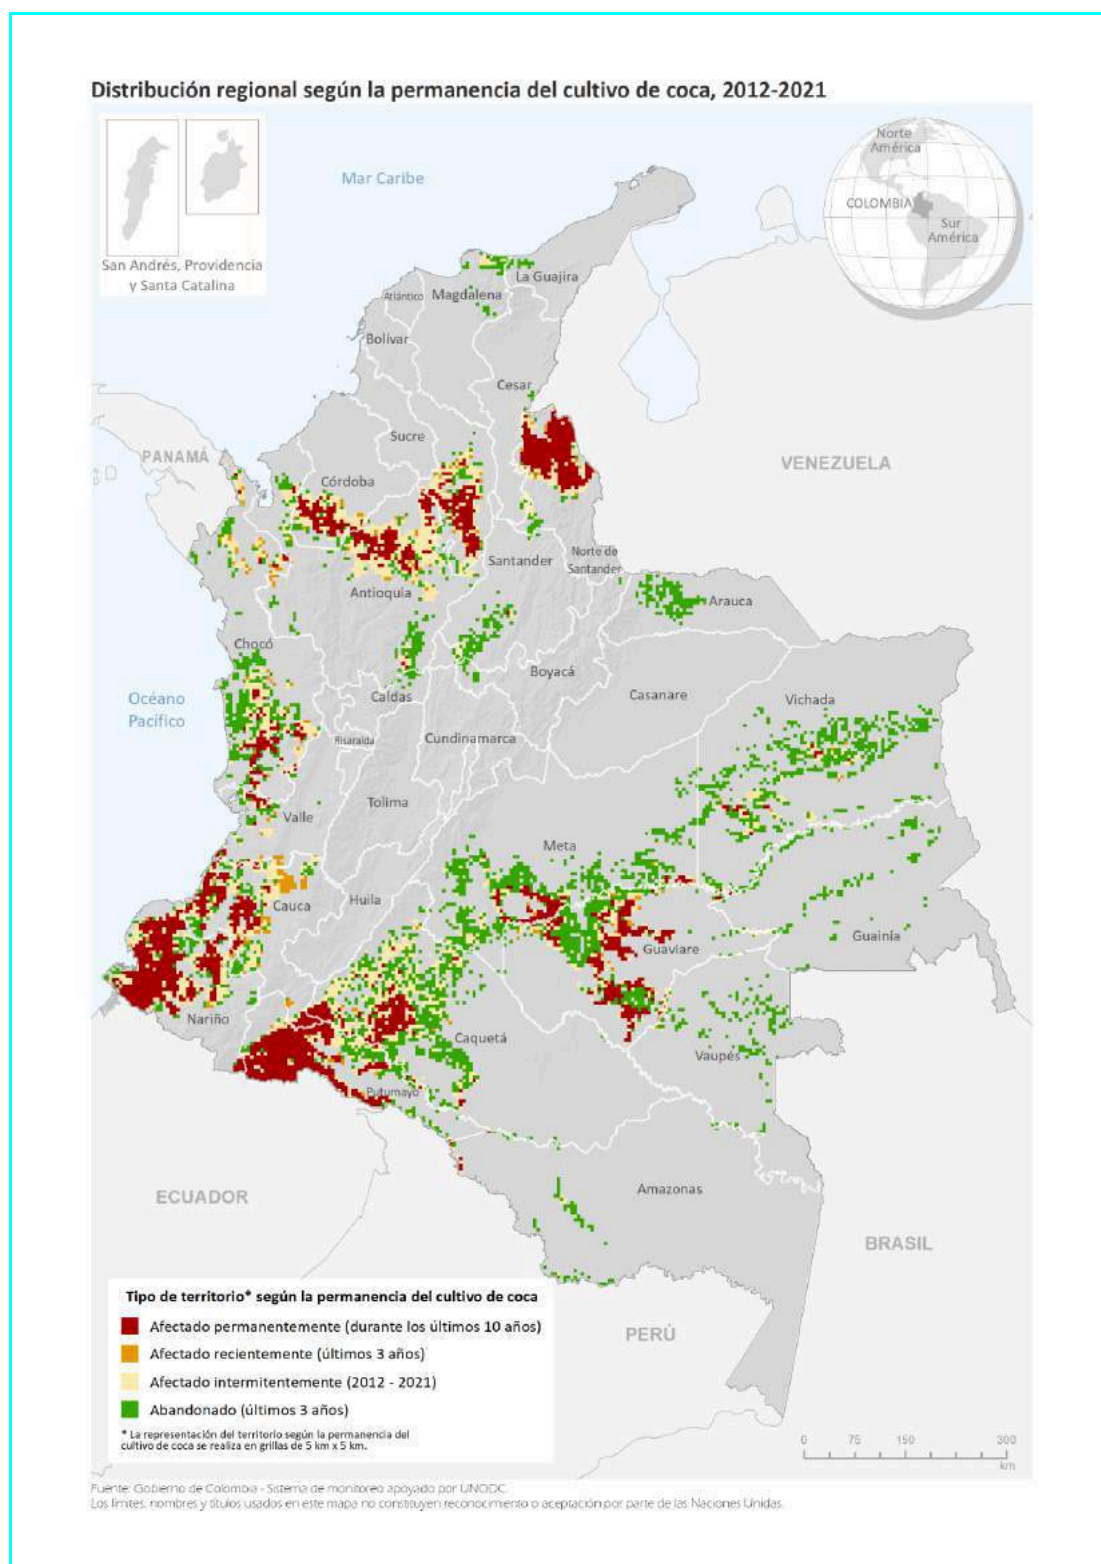 Distribución regional según la permanencia del cultivo de coca, 2012-2021
Norte
América
COLOMBIA
Sur
América
San Andrés, Providencia
y Santa Catalina
Mar Caribe
La Guajira
Atlántico
Magdalena
Bolívar
Cesar
Sucre
PANAMÁ
VENEZUELA
Córdoba
Norte de
Santander
Santander
Antioquia
Arauca
Chocó
Boyacá
Océano
Pacífico
Caldas
Casanare
Vichada
Risaralda
Cundinamarca
Tolima
Valle
Meta
Huila
Cauca
Guainía
Guaviare
Nariño
Caquetá
Vaupés
Putumayo
ECUADOR
Amazonas
BRASIL
PERÚ
Tipo de territorio* según la permanencia del cultivo de coca
Afectado permanentemente (durante los últimos 10 años)
Afectado recientemente (últimos 3 años)
Afectado intermitentemente (2012 - 2021)
Abandonado (últimos 3 años)
* La representación del territorio según la permanencia del
cultivo de coca se realiza en grillas de 5 km x 5 km.
0 75 150 300
km
Fuente: Gobierno de Colombia - Sistema de monitoreo apoyado por UNODC.
Los límites, nombres y títulos usados en este mapa no constituyen reconocimiento o aceptación por parte de las Naciones Unidas.